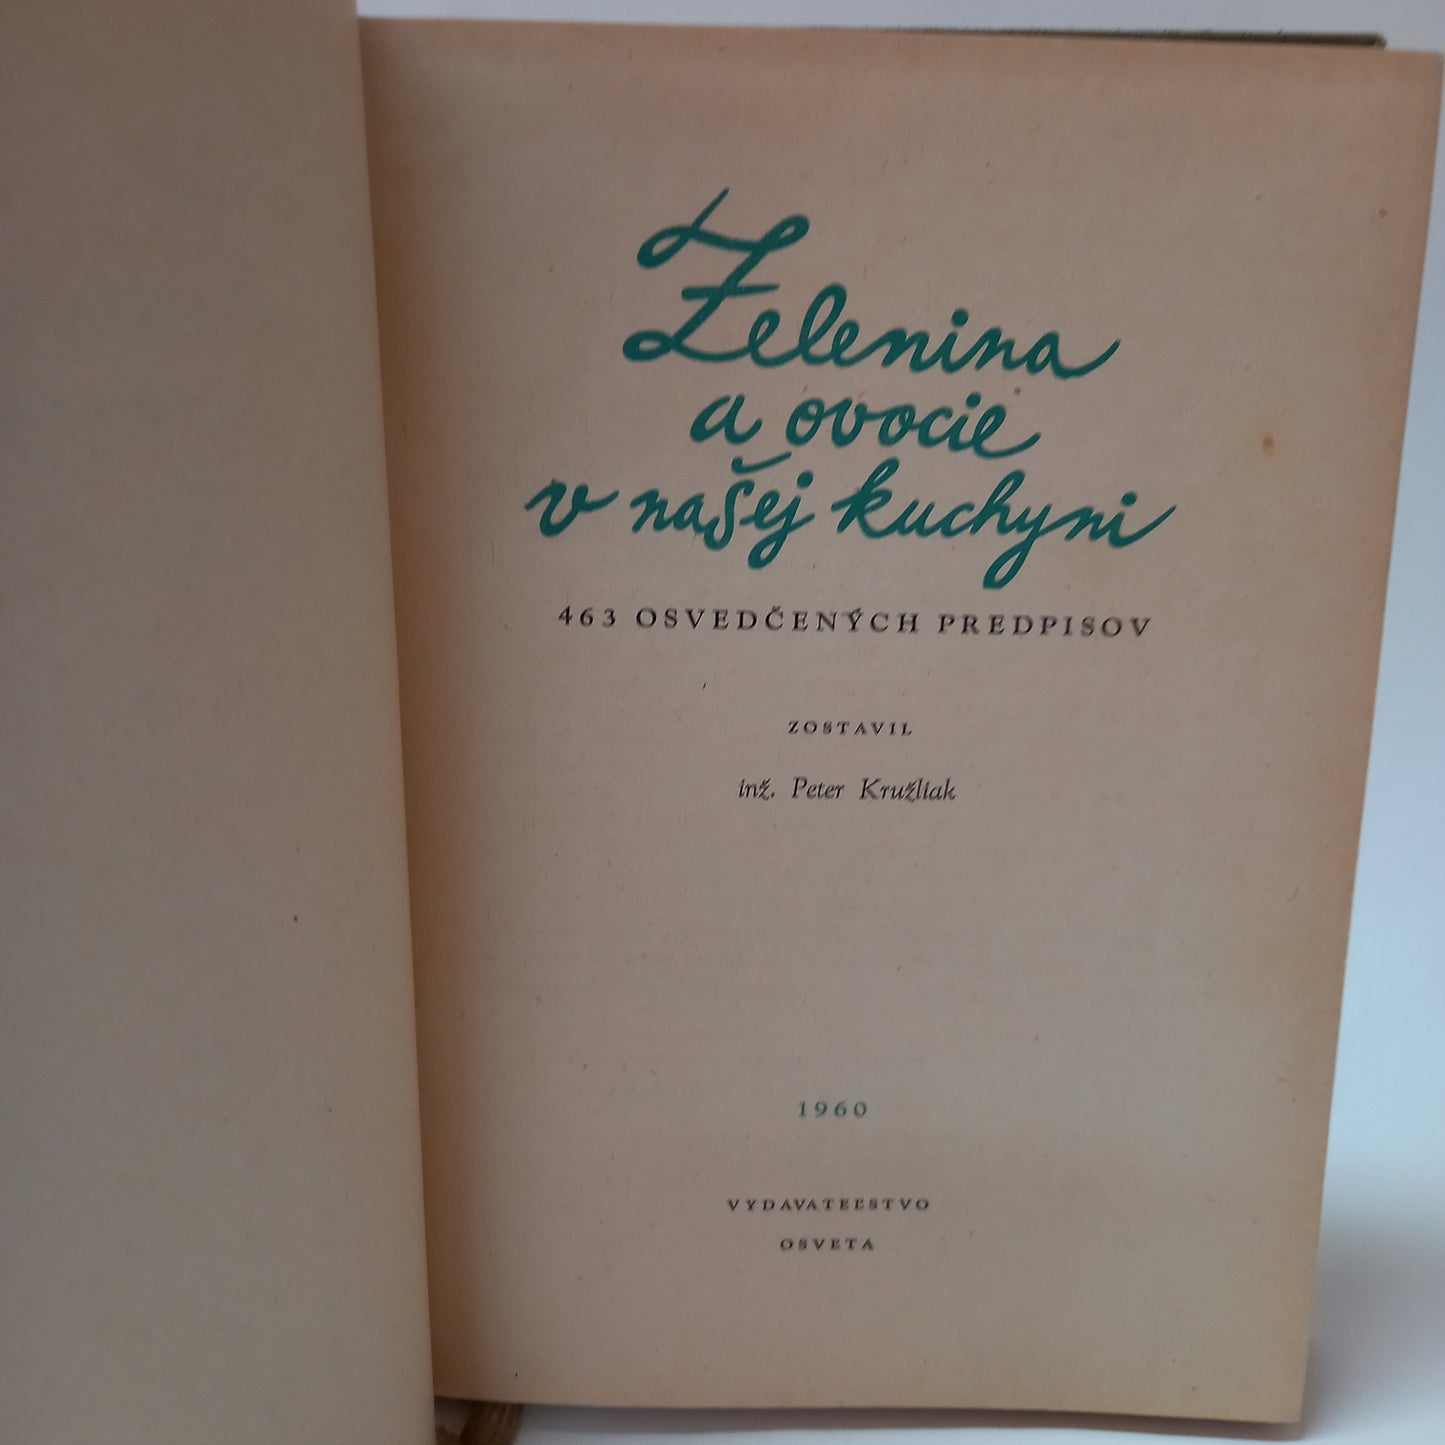 Zelenina
a ovocie
v našej kuchyni
463 OSVEDČENÝCH PREDPISOV
ZOSTAVIL
inž. Peter Kružliak
1960
VYDAVATEĽSTVO
OSVETA